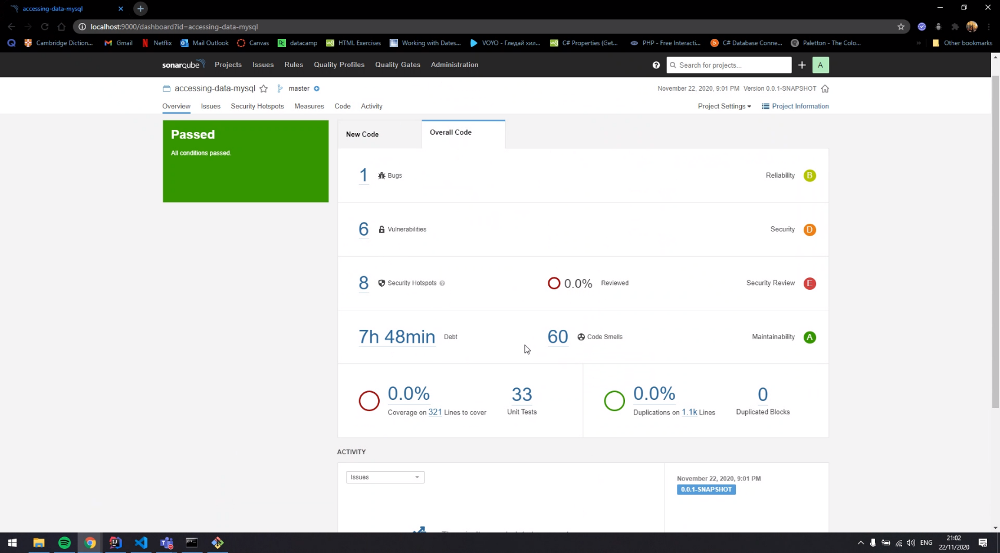 accessing-data-mysql
localhost:9000/dashboard?id=accessing-data-mysql
Cambridge Diction... Gmail Netflix Mail Outlook Canvas datacamp HTML Exercises Working with Dates... VOYO - Гледай хил... C# Properties (Get... PHP - Free Interacti... C# Database Conne... Paletton - The Colo... » Other bookmarks
sonarqube Projects Issues Rules Quality Profiles Quality Gates Administration Search for projects... A
accessing-data-mysql master November 22, 2020, 9:01 PM Version 0.0.1-SNAPSHOT
Overview Issues Security Hotspots Measures Code Activity Project Settings Project Information
Passed
All conditions passed.
New Code Overall Code
1 Bugs Reliability B
6 Vulnerabilities Security D
8 Security Hotspots 0.0% Reviewed Security Review E
7h 48min Debt 60 Code Smells Maintainability A
0.0% 33 0.0% 0
Coverage on 321 Lines to cover Unit Tests Duplications on 1.1k Lines Duplicated Blocks
ACTIVITY
Issues
November 22, 2020, 9:01 PM
0.0.1-SNAPSHOT
ENG
21:02
22/11/2020